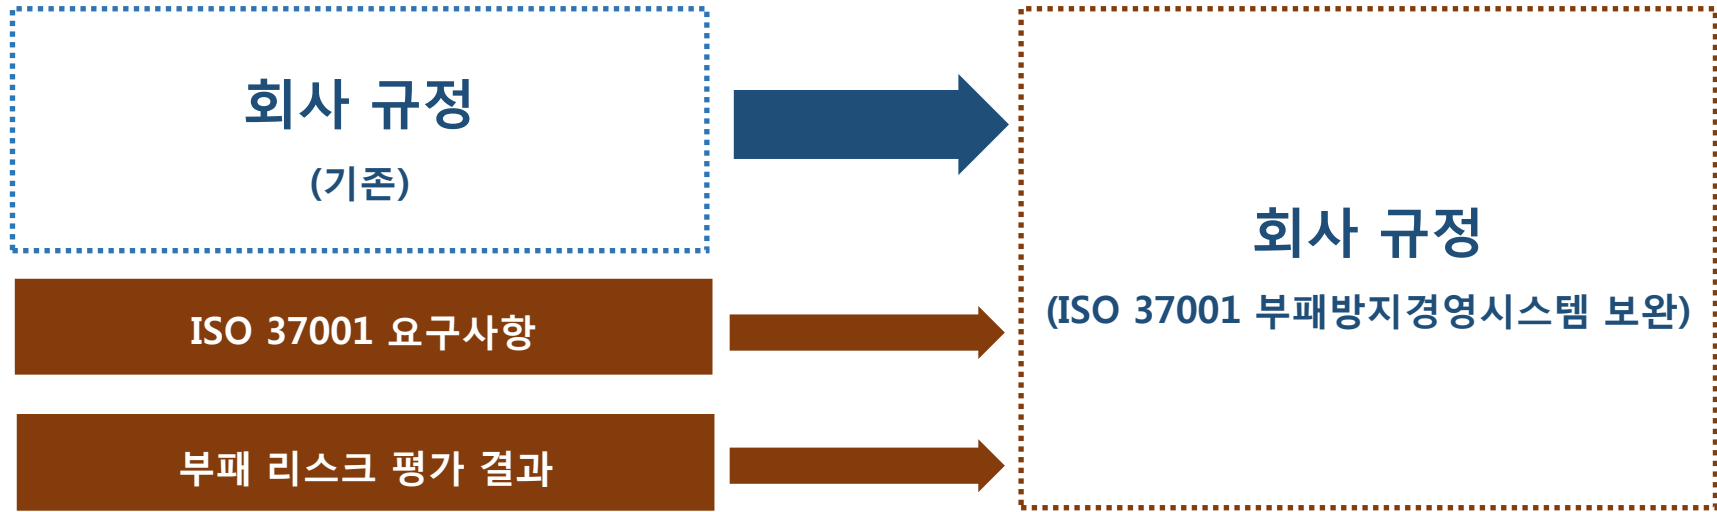 회사 규정
(기존)
ISO 37001 요구사항
부패 리스크 평가 결과
회사 규정
(ISO 37001 부패방지경영시스템 보완)